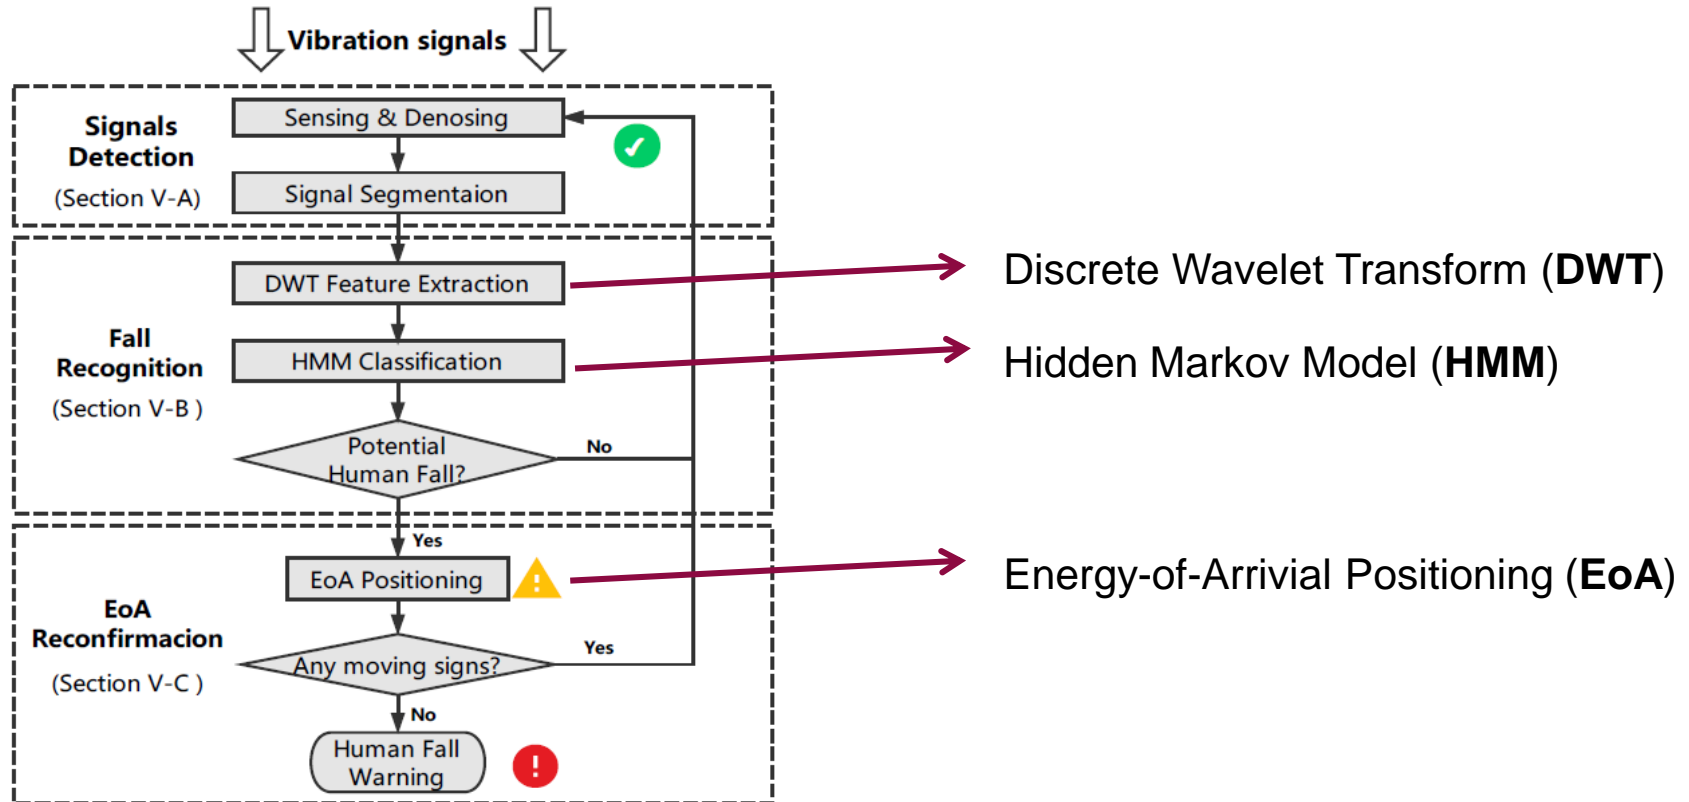 Vibration signals
Signals
Detection
(Section V-A)
Sensing & Denosing
Signal Segmentaion
Fall
Recognition
(Section V-B )
DWT Feature Extraction
HMM Classification
Potential
Human Fall?
No
Yes
EoA
Reconfirmacion
(Section V-C )
EoA Positioning
Any moving signs?
Yes
No
Human Fall
Warning
Discrete Wavelet Transform (DWT)
Hidden Markov Model (HMM)
Energy-of-Arrivial Positioning (EoA)